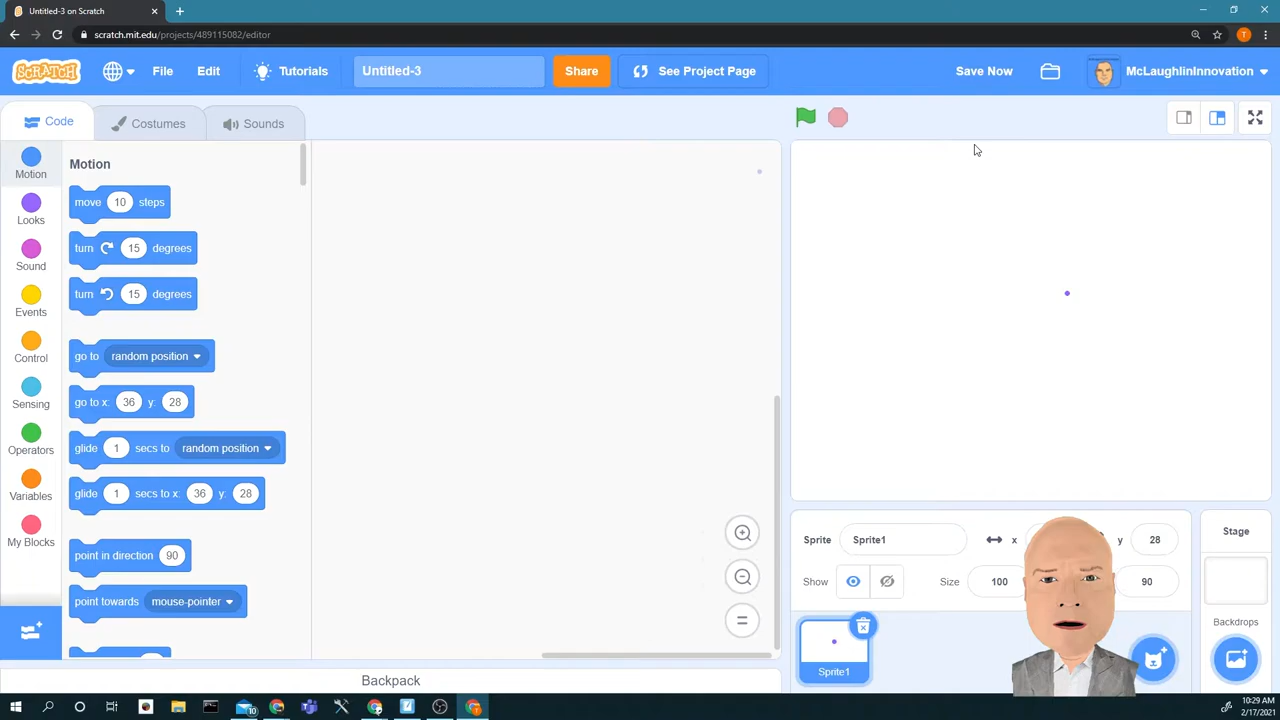 Untitled-3 on Scratch
scratch.mit.edu/projects/489115082/editor
T
SCRATCH
File
Edit
Tutorials
Untitled-3
Share
See Project Page
Save Now
McLaughlinInnovation
Code
Costumes
Sounds
Motion
Looks
Sound
Events
Control
Sensing
Operators
Variables
My Blocks
Motion
move 10 steps
turn 15 degrees
turn 15 degrees
go to random position
go to x: 36 y: 28
glide 1 secs to random position
glide 1 secs to x: 36 y: 28
point in direction 90
point towards mouse-pointer
Backpack
Sprite
Sprite1
x
y 28
Show
Size 100
90
Sprite1
Stage
Backdrops
10:29 AM
2/17/2021